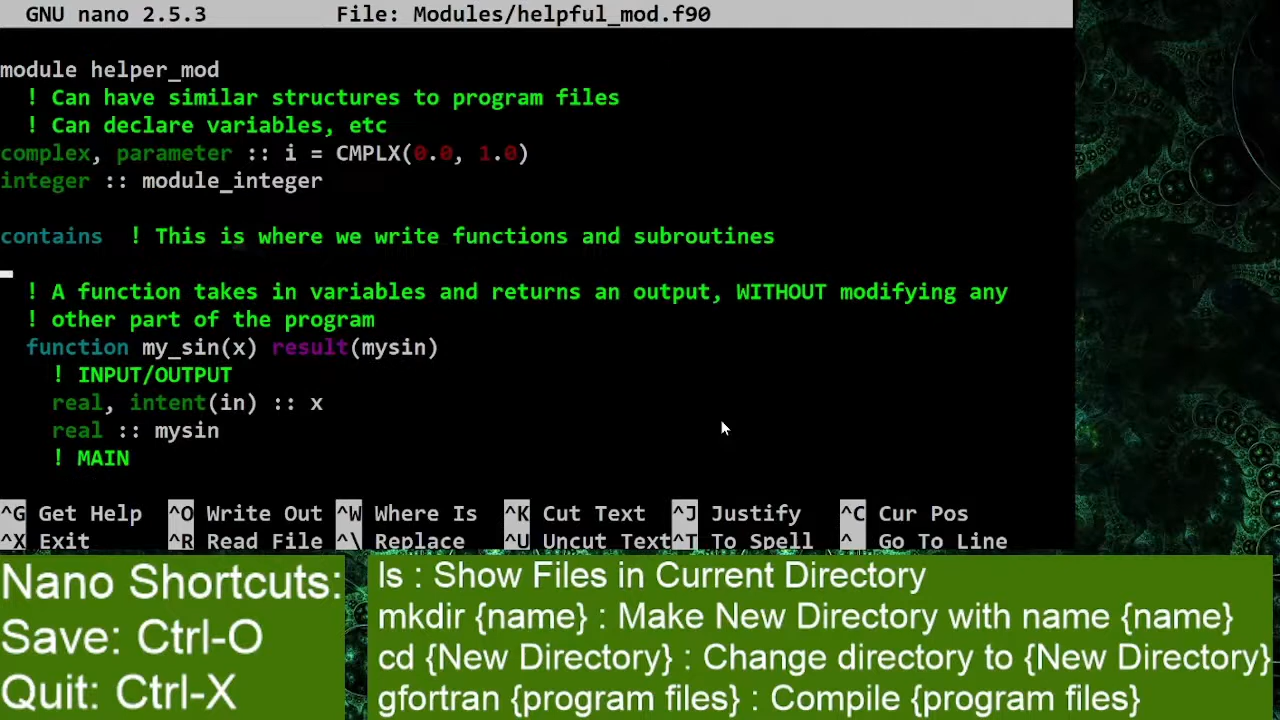 GNU nano 2.5.3 File: Modules/helpful_mod.f90
module helper_mod
! Can have similar structures to program files
! Can declare variables, etc
complex, parameter :: i = CMPLX(0.0, 1.0)
integer :: module_integer
contains ! This is where we write functions and subroutines
! A function takes in variables and returns an output, WITHOUT modifying any
! other part of the program
function my_sin(x) result(mysin)
! INPUT/OUTPUT
real, intent(in) :: x
real :: mysin
! MAIN
^G Get Help ^O Write Out ^W Where Is ^K Cut Text ^J Justify ^C Cur Pos
^X Exit ^R Read File ^\ Replace ^U Uncut Text ^T To Spell ^_ Go To Line
Nano Shortcuts:
Save: Ctrl-O
Quit: Ctrl-X
ls : Show Files in Current Directory
mkdir {name} : Make New Directory with name {name}
cd {New Directory} : Change directory to {New Directory}
gfortran {program files} : Compile {program files}